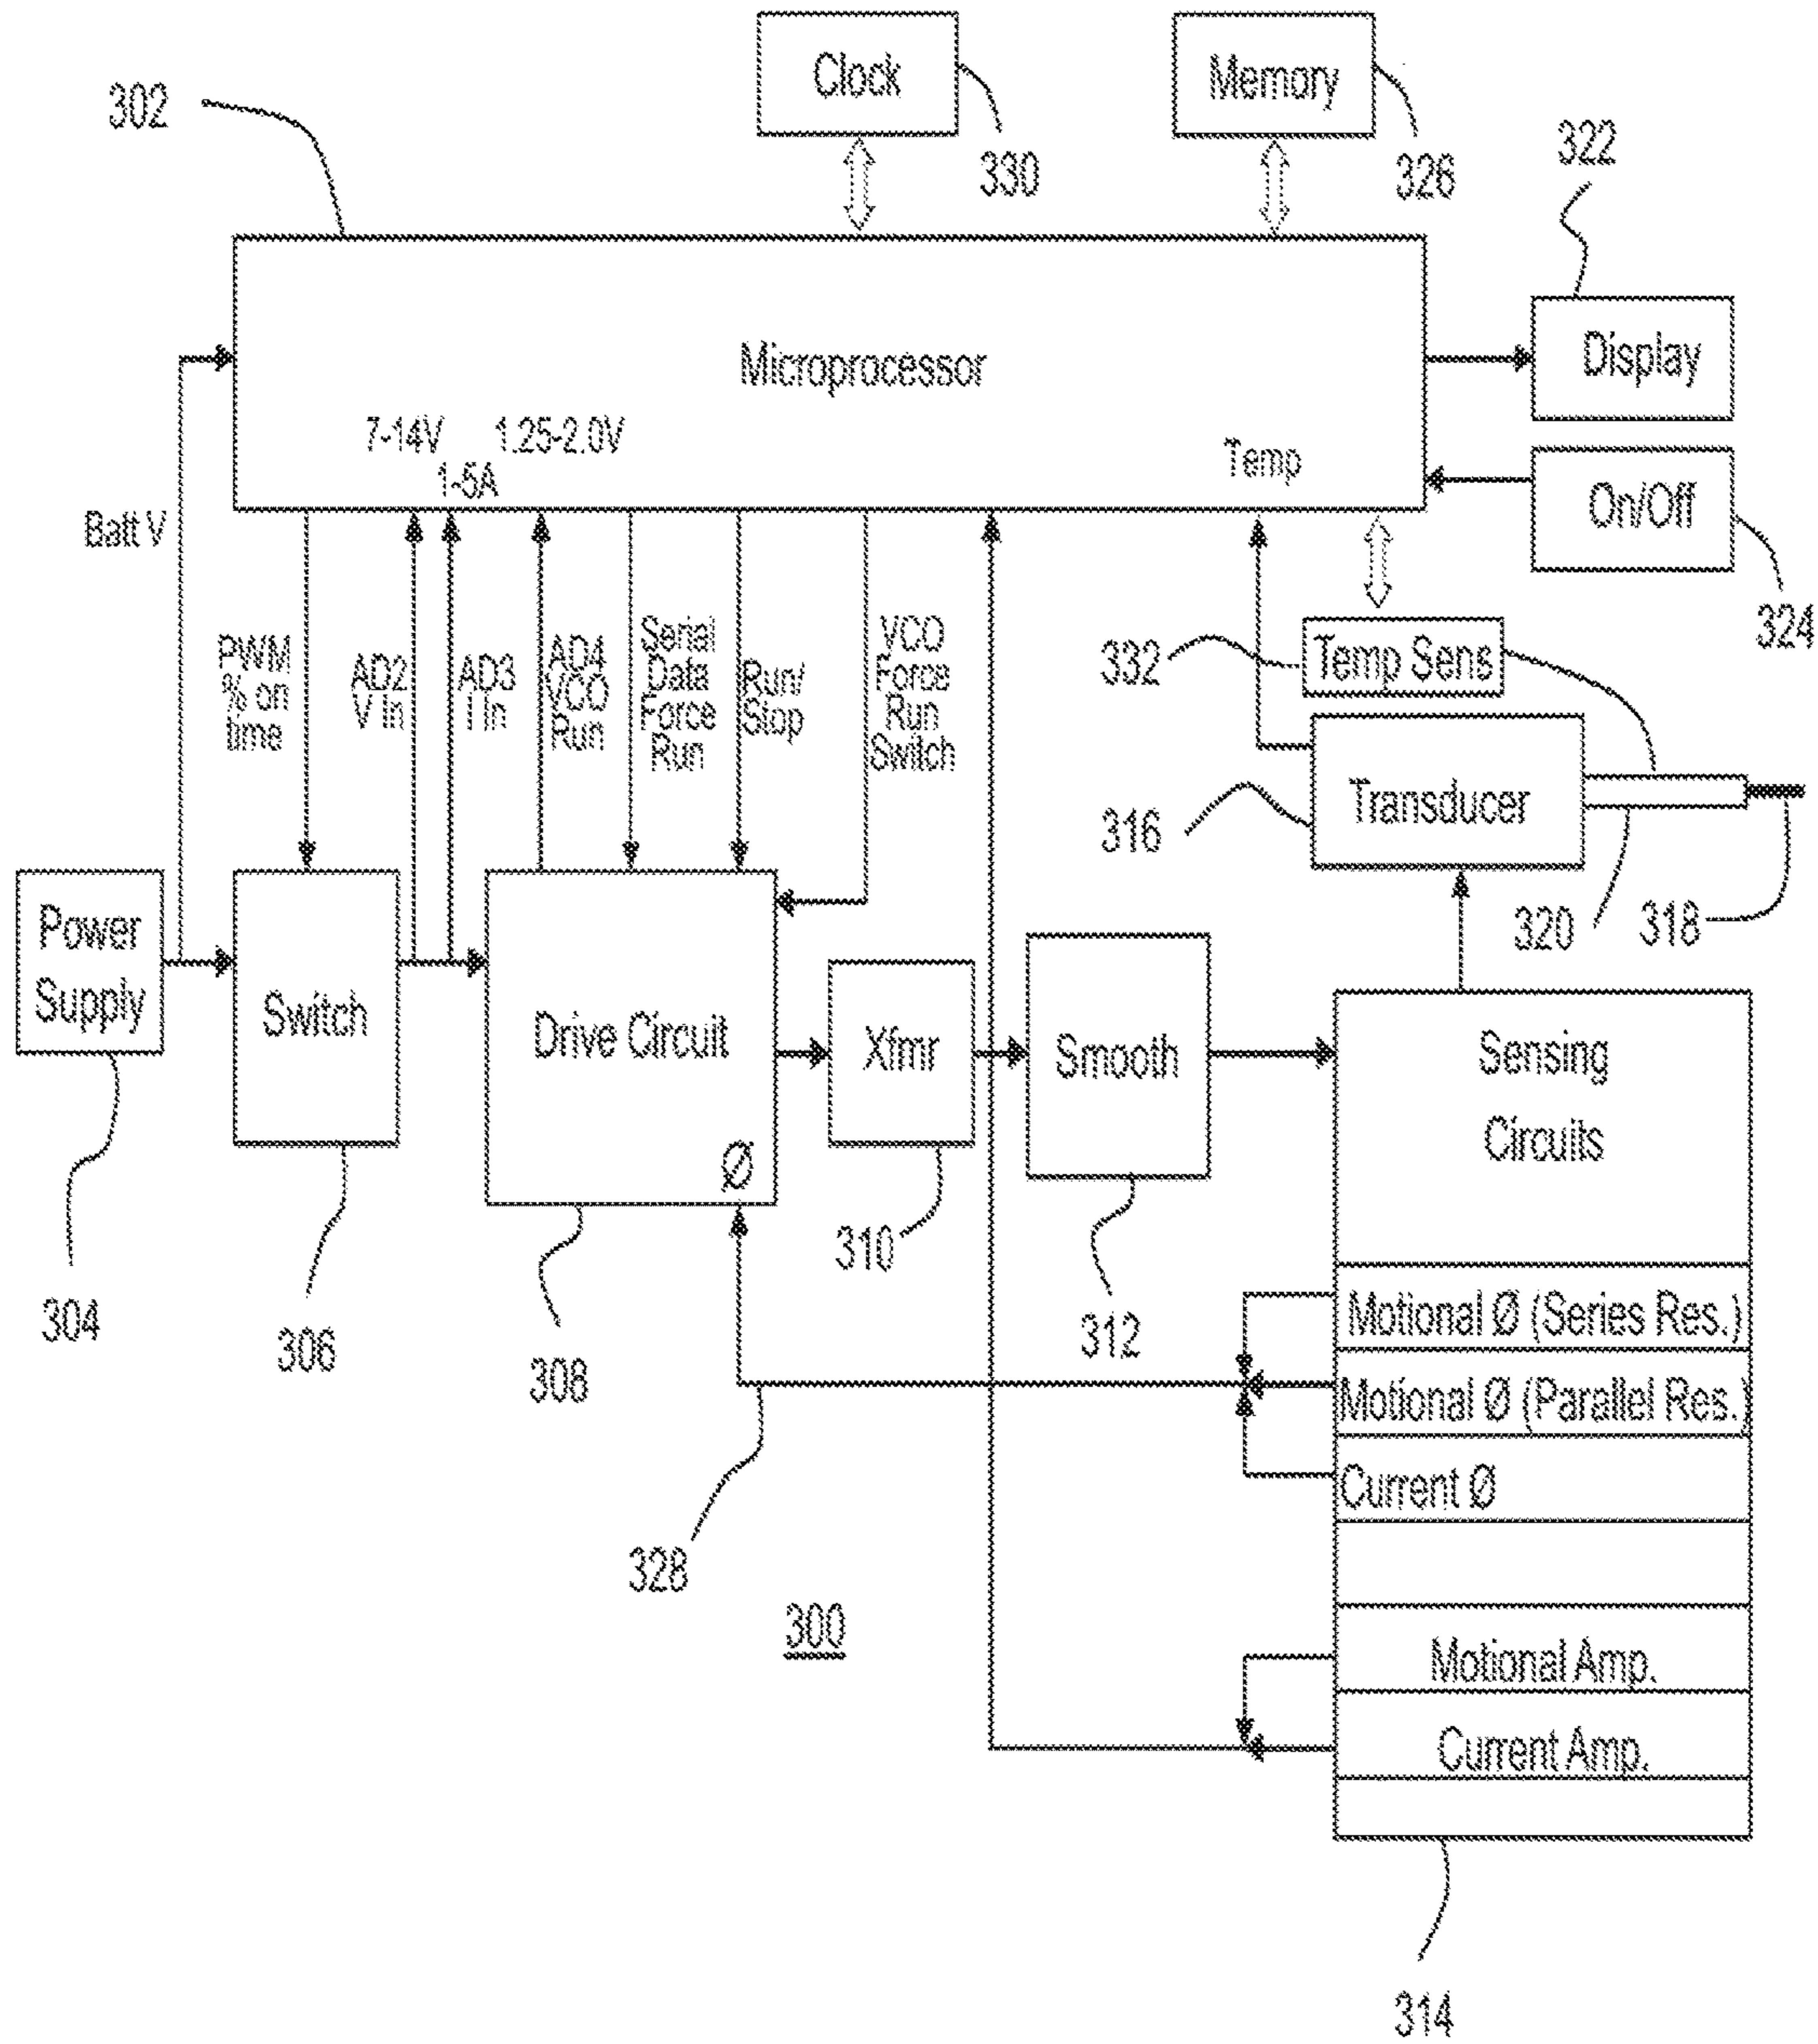 Clock
Memory
302
330
326
322
Microprocessor
Display
7-14V
1.25-2.0V
1-5A
Temp
On/Off
Batt V
324
PWM
% on
time
AD2
V In
AD3
I In
AD4
VCO
Run
Serial
Data
Force
Run
Run/
Stop
VCO
Force
Run
Switch
332
Temp Sens
316
Transducer
320
318
Power
Supply
Switch
Drive Circuit
Ø
Xfmr
Smooth
Sensing
Circuits
304
306
308
310
312
Motional Ø (Series Res.)
Motional Ø (Parallel Res.)
Current Ø
328
300
Motional Amp.
Current Amp.
314